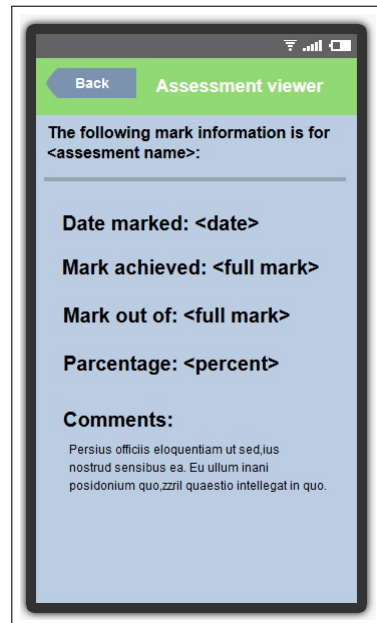 Back
Assessment viewer
The following mark information is for
<assesment name>:
Date marked: <date>
Mark achieved: <full mark>
Mark out of: <full mark>
Parcentage: <percent>
Comments:
Persius officiis eloquentiam ut sed,ius
nostrud sensibus ea. Eu ullum inani
posidonium quo,zzril quaestio intellegat in quo.